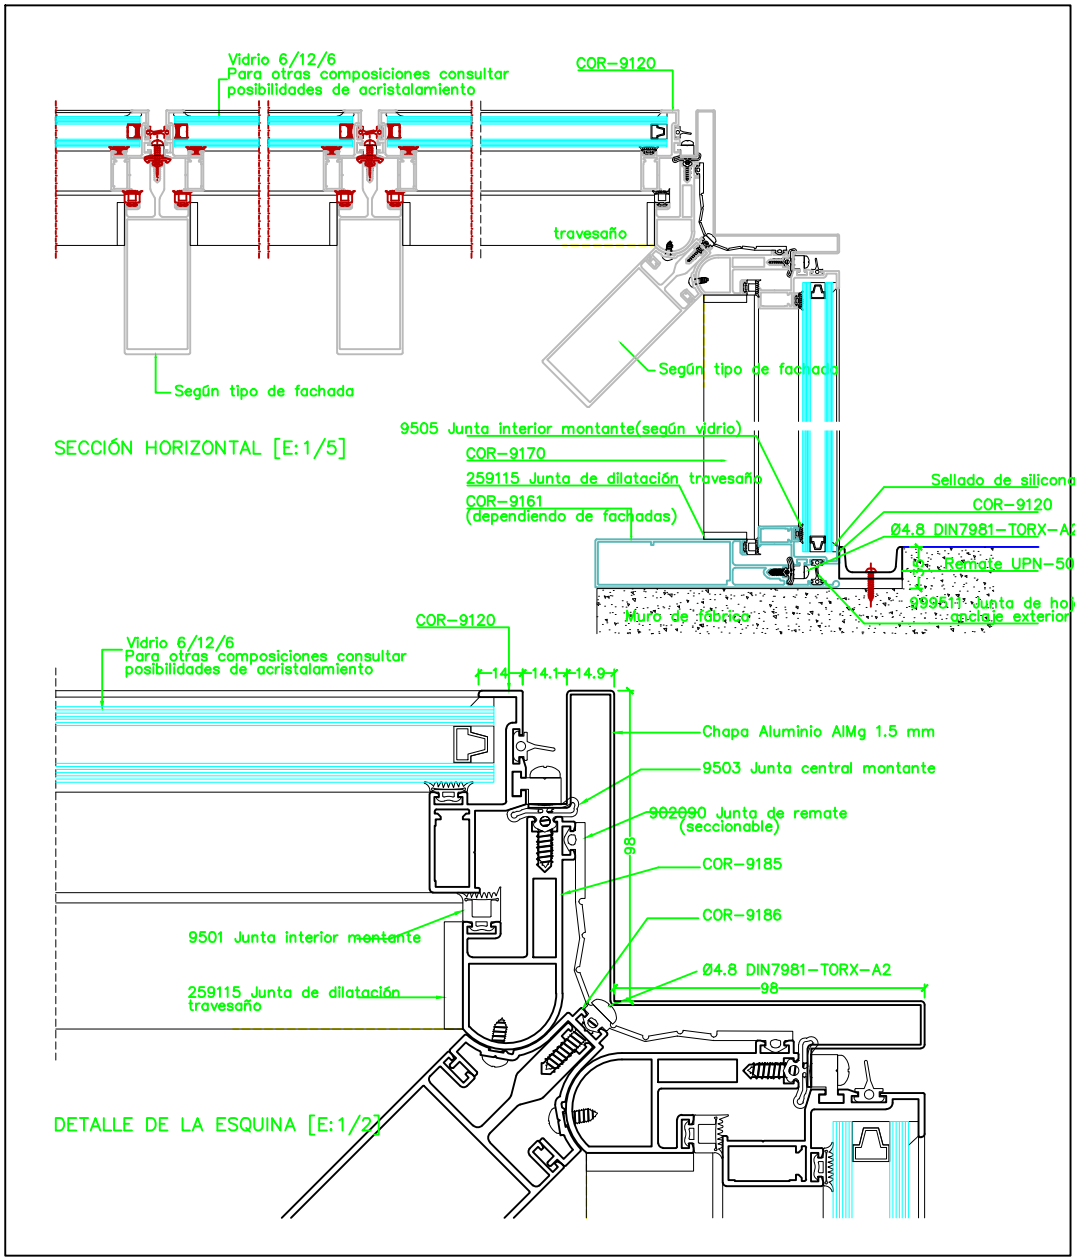 Vidrio 6/12/6
Para otras composiciones consultar
posibilidades de acristalamiento
COR-9120
travesaño
Según tipo de fachada
Según tipo de fachada
SECCIÓN HORIZONTAL [E:1/5]
9505 Junta interior montante(según vidrio)
COR-9170
259115 Junta de dilatación travesaño
COR-9161
(dependiendo de fachadas)
Sellado de silicona
COR-9120
Ø4.8 DIN7981-TORX-A2
Remate UPN-50
999511 Junta de hoj
anclaje exterior
Muro de fábrica
COR-9120
Vidrio 6/12/6
Para otras composiciones consultar
posibilidades de acristalamiento
14 14.1 14.9
Chapa Aluminio AlMg 1.5 mm
9503 Junta central montante
902090 Junta de remate
(seccionable)
98
COR-9185
COR-9186
9501 Junta interior montante
Ø4.8 DIN7981-TORX-A2
98
259115 Junta de dilatación
travesaño
DETALLE DE LA ESQUINA [E:1/2]